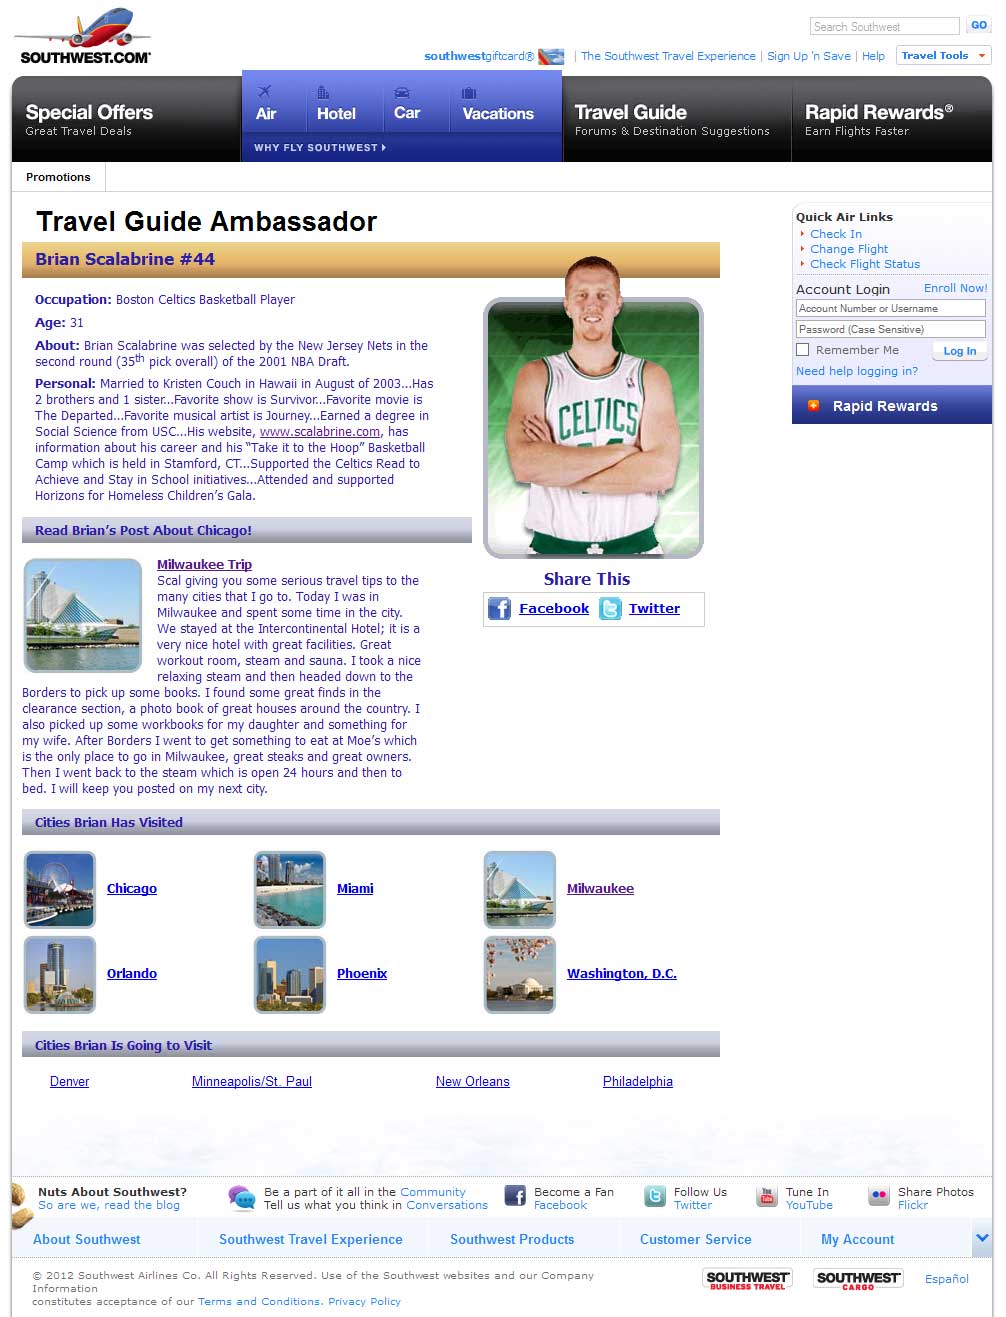 SOUTHWEST.COM®
Search Southwest
GO
southwestgiftcard® | The Southwest Travel Experience | Sign Up 'n Save | Help
Travel Tools
Special Offers
Great Travel Deals
Air
Hotel
Car
Vacations
WHY FLY SOUTHWEST
Travel Guide
Forums & Destination Suggestions
Rapid Rewards®
Earn Flights Faster
Promotions
Travel Guide Ambassador
Brian Scalabrine #44
Occupation: Boston Celtics Basketball Player
Age: 31
About: Brian Scalabrine was selected by the New Jersey Nets in the
second round (35th pick overall) of the 2001 NBA Draft.
Personal: Married to Kristen Couch in Hawaii in August of 2003...Has
2 brothers and 1 sister...Favorite show is Survivor...Favorite movie is
The Departed...Favorite musical artist is Journey...Earned a degree in
Social Science from USC...His website, www.scalabrine.com, has
information about his career and his “Take it to the Hoop” Basketball
Camp which is held in Stamford, CT...Supported the Celtics Read to
Achieve and Stay in School initiatives...Attended and supported
Horizons for Homeless Children’s Gala.
CELTICS
Share This
Facebook
Twitter
Read Brian’s Post About Chicago!
Milwaukee Trip
Scal giving you some serious travel tips to the
many cities that I go to. Today I was in
Milwaukee and spent some time in the city.
We stayed at the Intercontinental Hotel; it is a
very nice hotel with great facilities. Great
workout room, steam and sauna. I took a nice
relaxing steam and then headed down to the
Borders to pick up some books. I found some great finds in the
clearance section, a photo book of great houses around the country. I
also picked up some workbooks for my daughter and something for
my wife. After Borders I went to get something to eat at Moe’s which
is the only place to go in Milwaukee, great steaks and great owners.
Then I went back to the steam which is open 24 hours and then to
bed. I will keep you posted on my next city.
Cities Brian Has Visited
Chicago
Miami
Milwaukee
Orlando
Phoenix
Washington, D.C.
Cities Brian Is Going to Visit
Denver
Minneapolis/St. Paul
New Orleans
Philadelphia
Quick Air Links
Check In
Change Flight
Check Flight Status
Account Login
Enroll Now!
Account Number or Username
Password (Case Sensitive)
Remember Me
Log In
Need help logging in?
Rapid Rewards
Nuts About Southwest?
So are we, read the blog
Be a part of it all in the Community
Tell us what you think in Conversations
Become a Fan
Facebook
Follow Us
Twitter
Tune In
YouTube
Share Photos
Flickr
About Southwest
Southwest Travel Experience
Southwest Products
Customer Service
My Account
© 2012 Southwest Airlines Co. All Rights Reserved. Use of the Southwest websites and our Company
Information
constitutes acceptance of our Terms and Conditions. Privacy Policy
SOUTHWEST
BUSINESS TRAVEL
SOUTHWEST
CARGO
Español